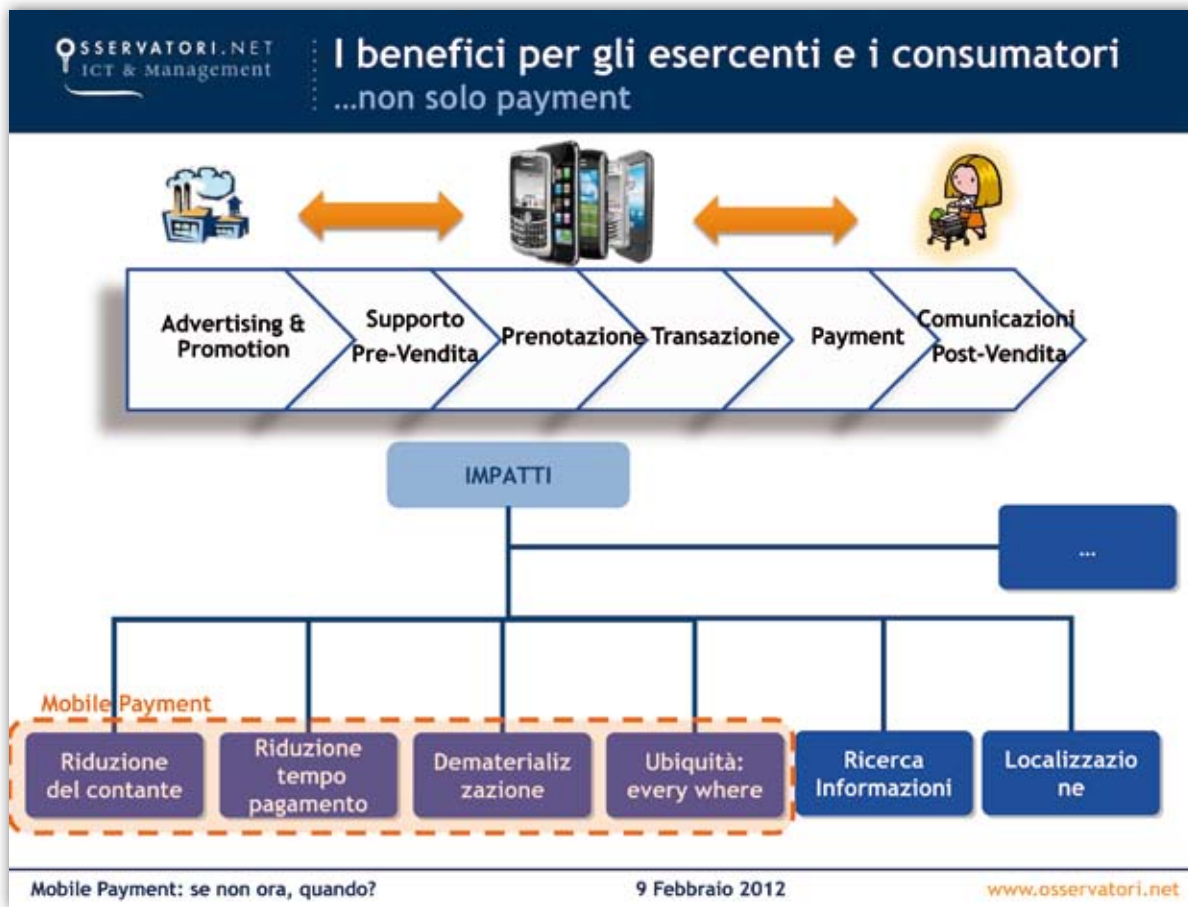 OSSERVATORI.NET
ICT & Management
I benefici per gli esercenti e i consumatori
...non solo payment
Advertising &
Promotion
Supporto
Pre-Vendita
Prenotazione
Transazione
Payment
Comunicazioni
Post-Vendita
IMPATTI
...
Mobile Payment
Riduzione
del contante
Riduzione
tempo
pagamento
Dematerializ
zazione
Ubiquità:
every where
Ricerca
Informazioni
Localizzazio
ne
Mobile Payment: se non ora, quando?
9 Febbraio 2012
www.osservatori.net